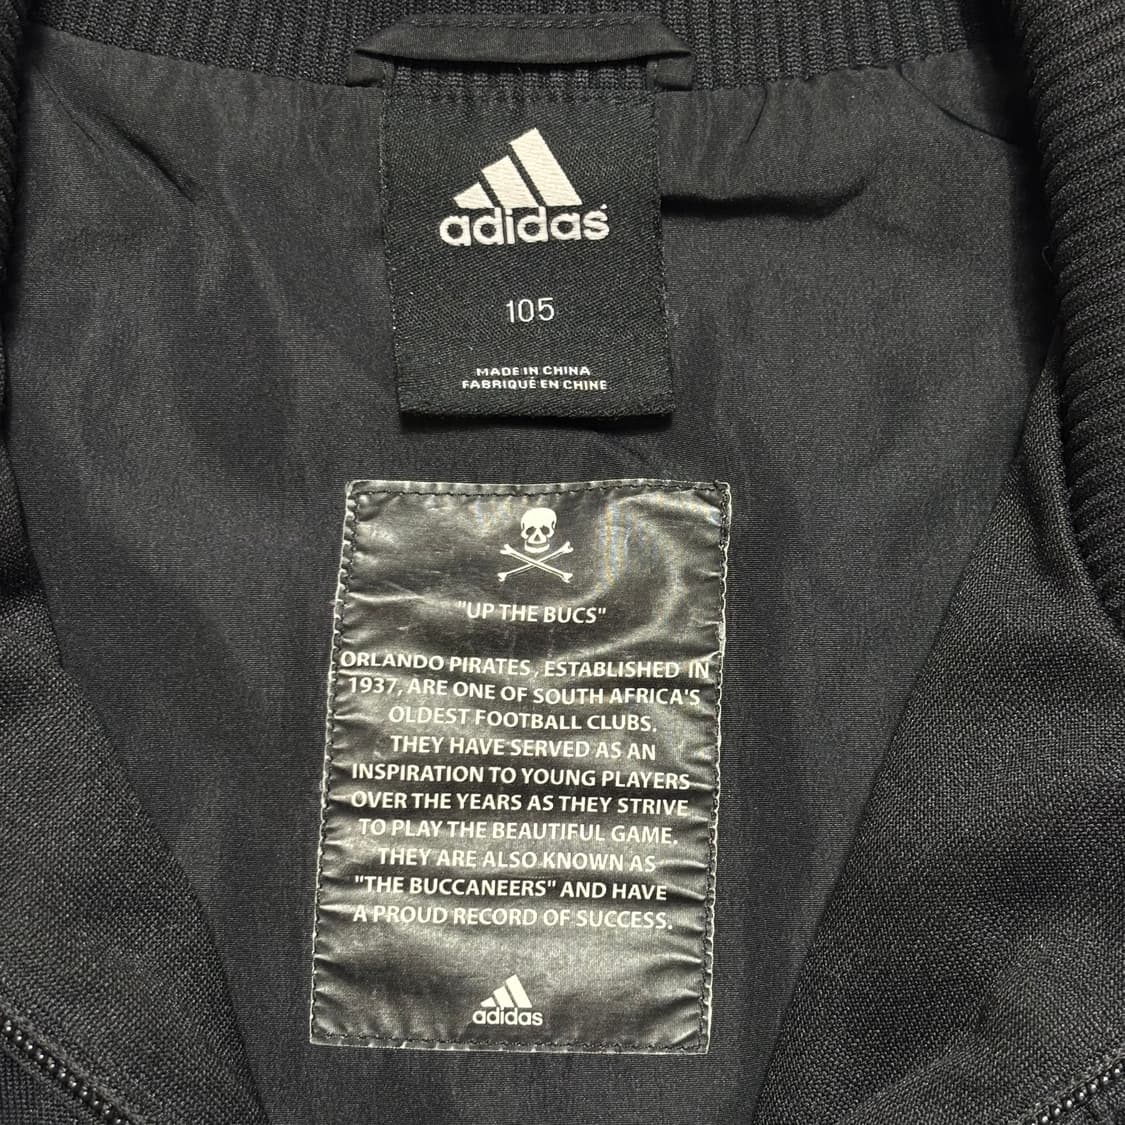 adidas
105
MADE IN CHINA
FABRIQUÉ EN CHINE
"UP THE BUCS"
ORLANDO PIRATES, ESTABLISHED IN
1937, ARE ONE OF SOUTH AFRICA'S
OLDEST FOOTBALL CLUBS.
THEY HAVE SERVED AS AN
INSPIRATION TO YOUNG PLAYERS
OVER THE YEARS AS THEY STRIVE
TO PLAY THE BEAUTIFUL GAME.
THEY ARE ALSO KNOWN AS
"THE BUCCANEERS" AND HAVE
A PROUD RECORD OF SUCCESS.
adidas